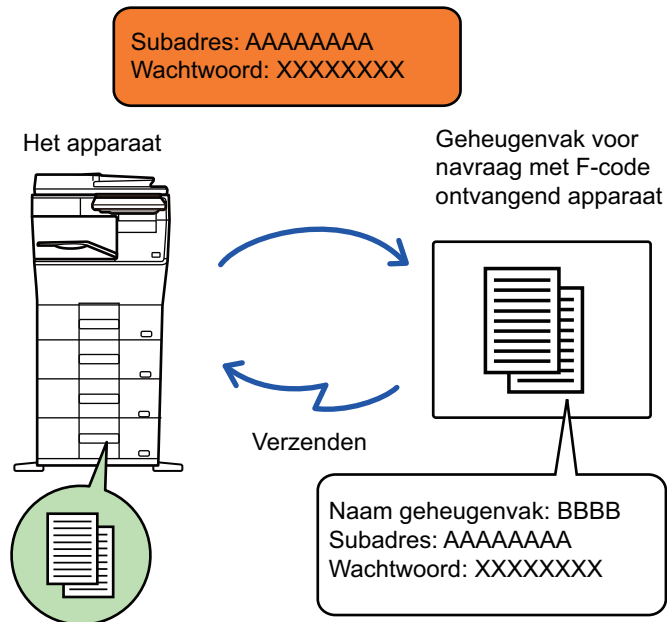 Subadres: AAAAAAAA
Wachtwoord: XXXXXXXX
Het apparaat
Geheugenvak voor
navraag met F-code
ontvangend apparaat
Verzenden
Naam geheugenvak: BBBB
Subadres: AAAAAAAA
Wachtwoord: XXXXXXXX